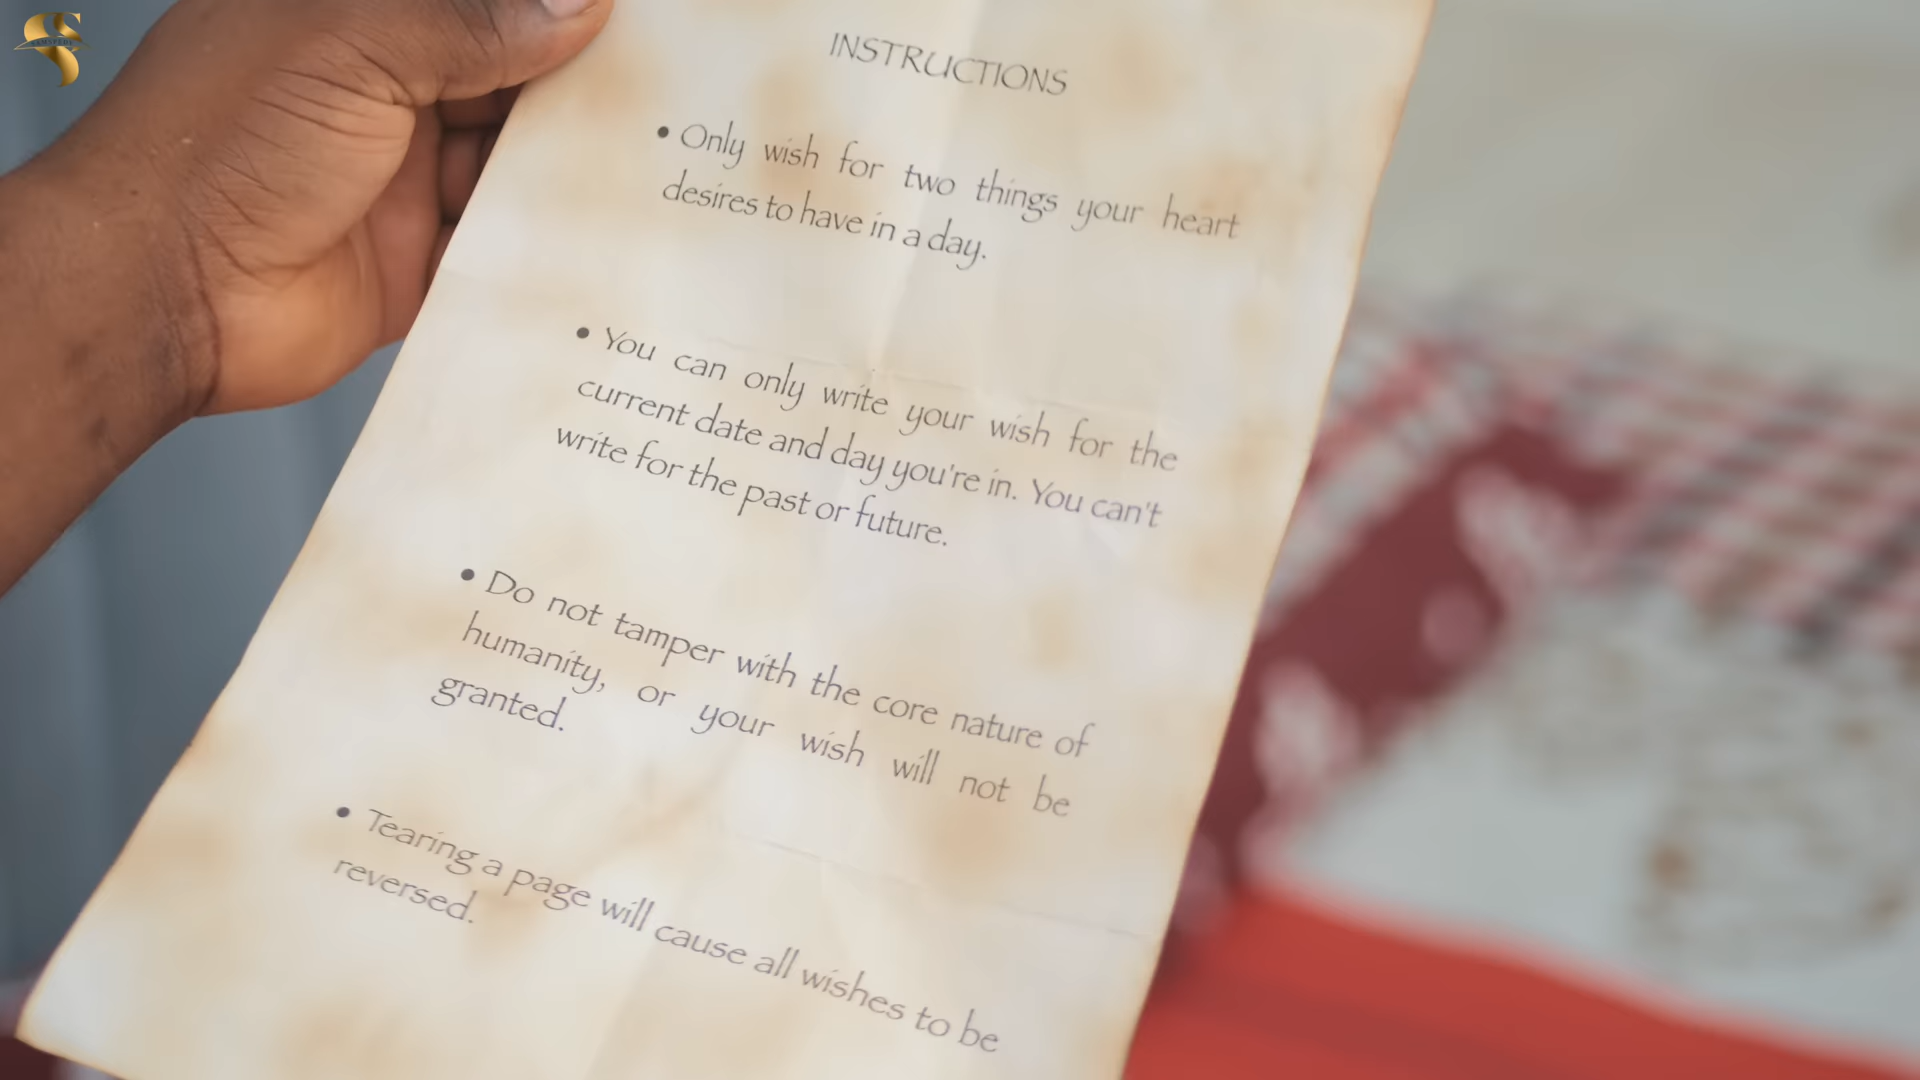 INSTRUCTIONS
• Only wish for two things your heart
desires to have in a day.
• You can only write your wish for the
current date and day you're in. You can't
write for the past or future.
• Do not tamper with the core nature of
humanity, or your wish will not be
granted.
• Tearing a page will cause all wishes to be
reversed.